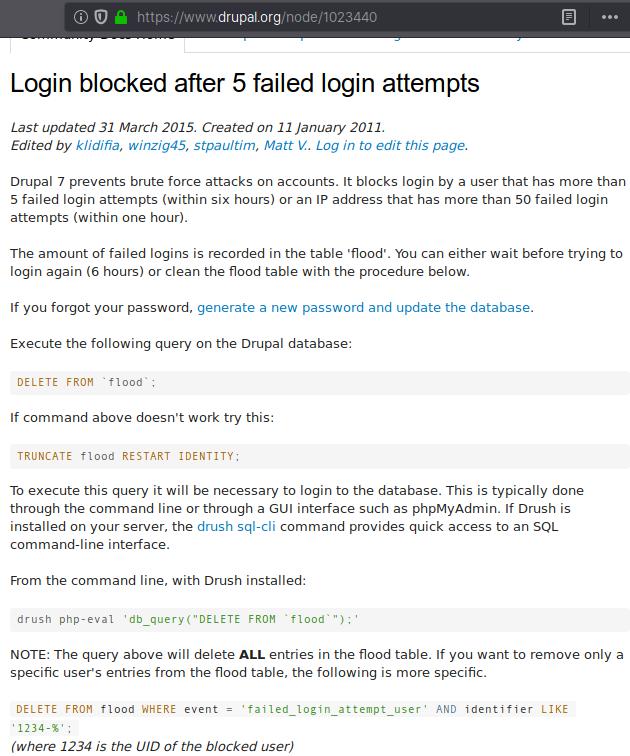 https://www.drupal.org/node/1023440
Login blocked after 5 failed login attempts
Last updated 31 March 2015. Created on 11 January 2011.
Edited by klidifia, winzig45, stpaultim, Matt V.. Log in to edit this page.
Drupal 7 prevents brute force attacks on accounts. It blocks login by a user that has more than
5 failed login attempts (within six hours) or an IP address that has more than 50 failed login
attempts (within one hour).
The amount of failed logins is recorded in the table 'flood'. You can either wait before trying to
login again (6 hours) or clean the flood table with the procedure below.
If you forgot your password, generate a new password and update the database.
Execute the following query on the Drupal database:
DELETE FROM `flood`;
If command above doesn't work try this:
TRUNCATE flood RESTART IDENTITY;
To execute this query it will be necessary to login to the database. This is typically done
through the command line or through a GUI interface such as phpMyAdmin. If Drush is
installed on your server, the drush sql-cli command provides quick access to an SQL
command-line interface.
From the command line, with Drush installed:
drush php-eval 'db_query("DELETE FROM `flood`");'
NOTE: The query above will delete ALL entries in the flood table. If you want to remove only a
specific user's entries from the flood table, the following is more specific.
DELETE FROM flood WHERE event = 'failed_login_attempt_user' AND identifier LIKE
'1234-%';
(where 1234 is the UID of the blocked user)